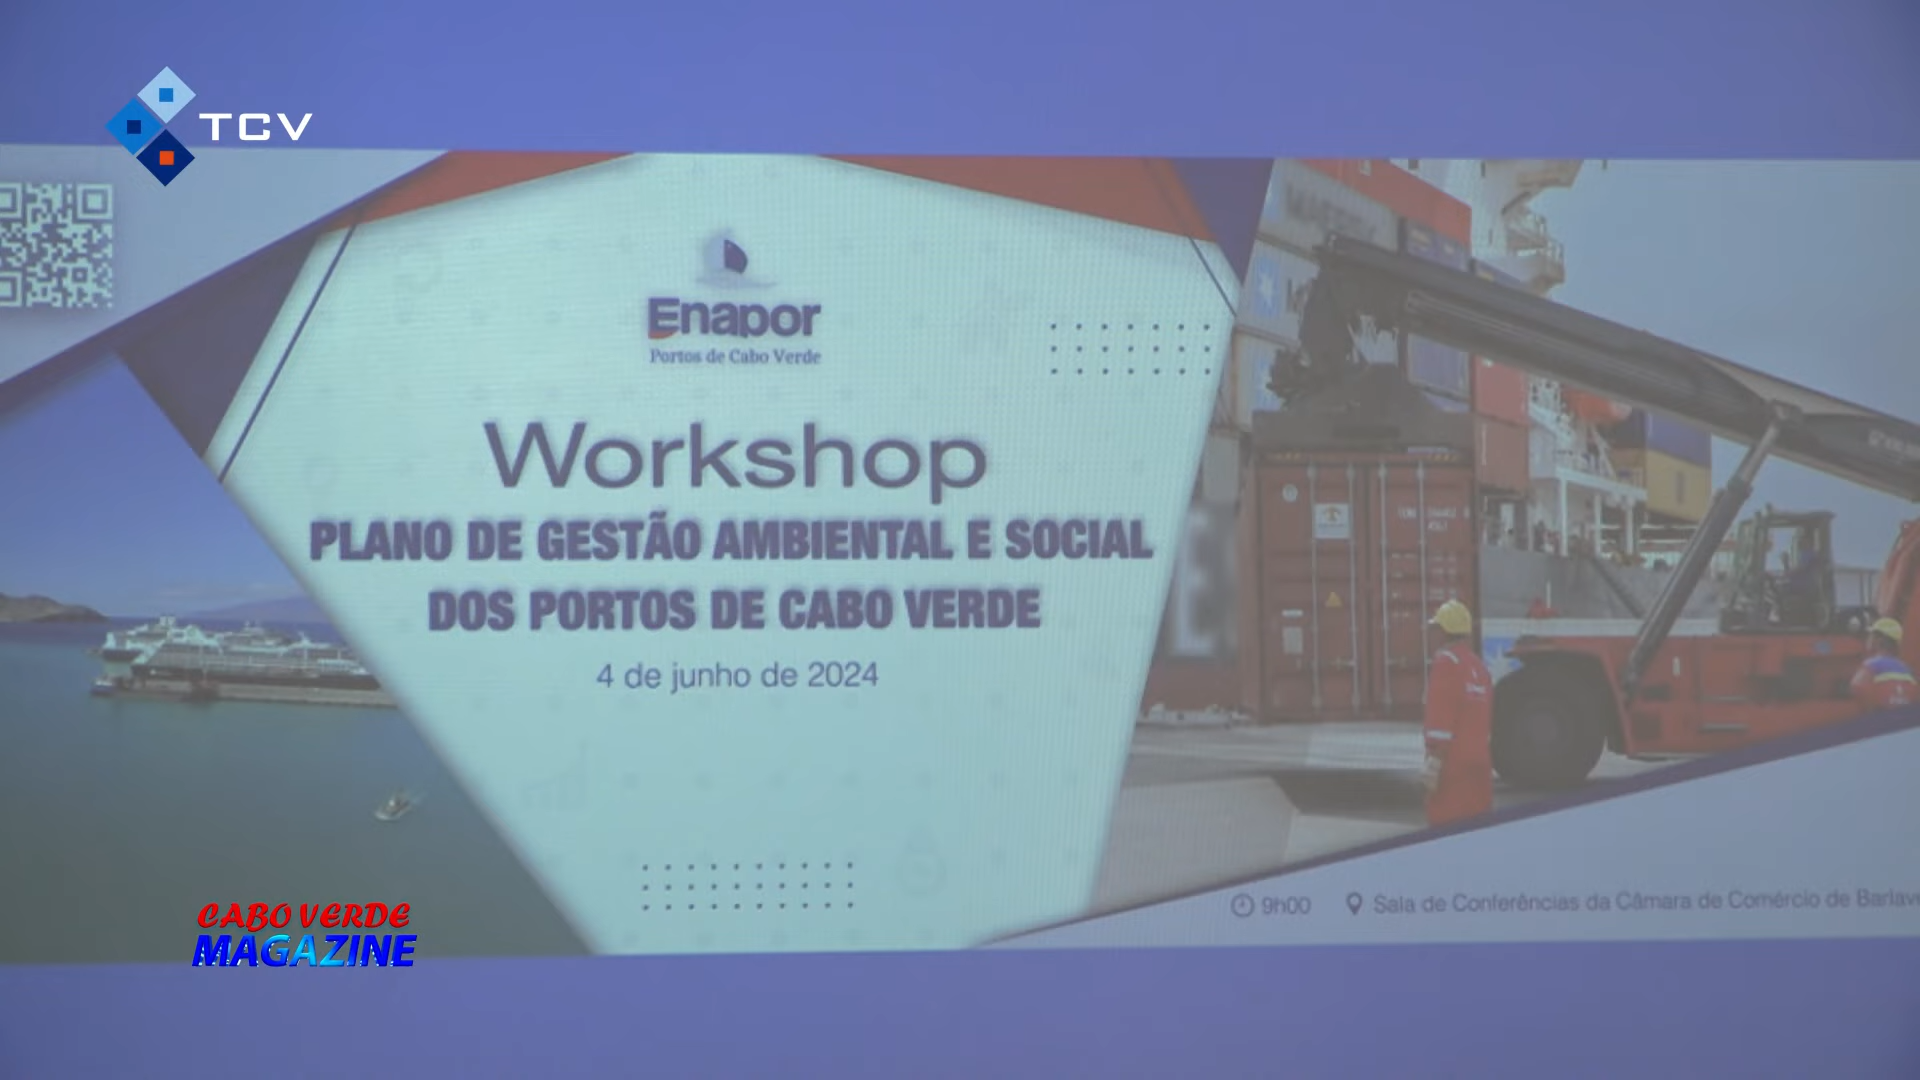 TCV
Enapor
Portos de Cabo Verde
Workshop
PLANO DE GESTÃO AMBIENTAL E SOCIAL
DOS PORTOS DE CABO VERDE
4 de junho de 2024
9h00
Sala de Conferências da Câmara de Comércio de
CABO VERDE
MAGAZINE